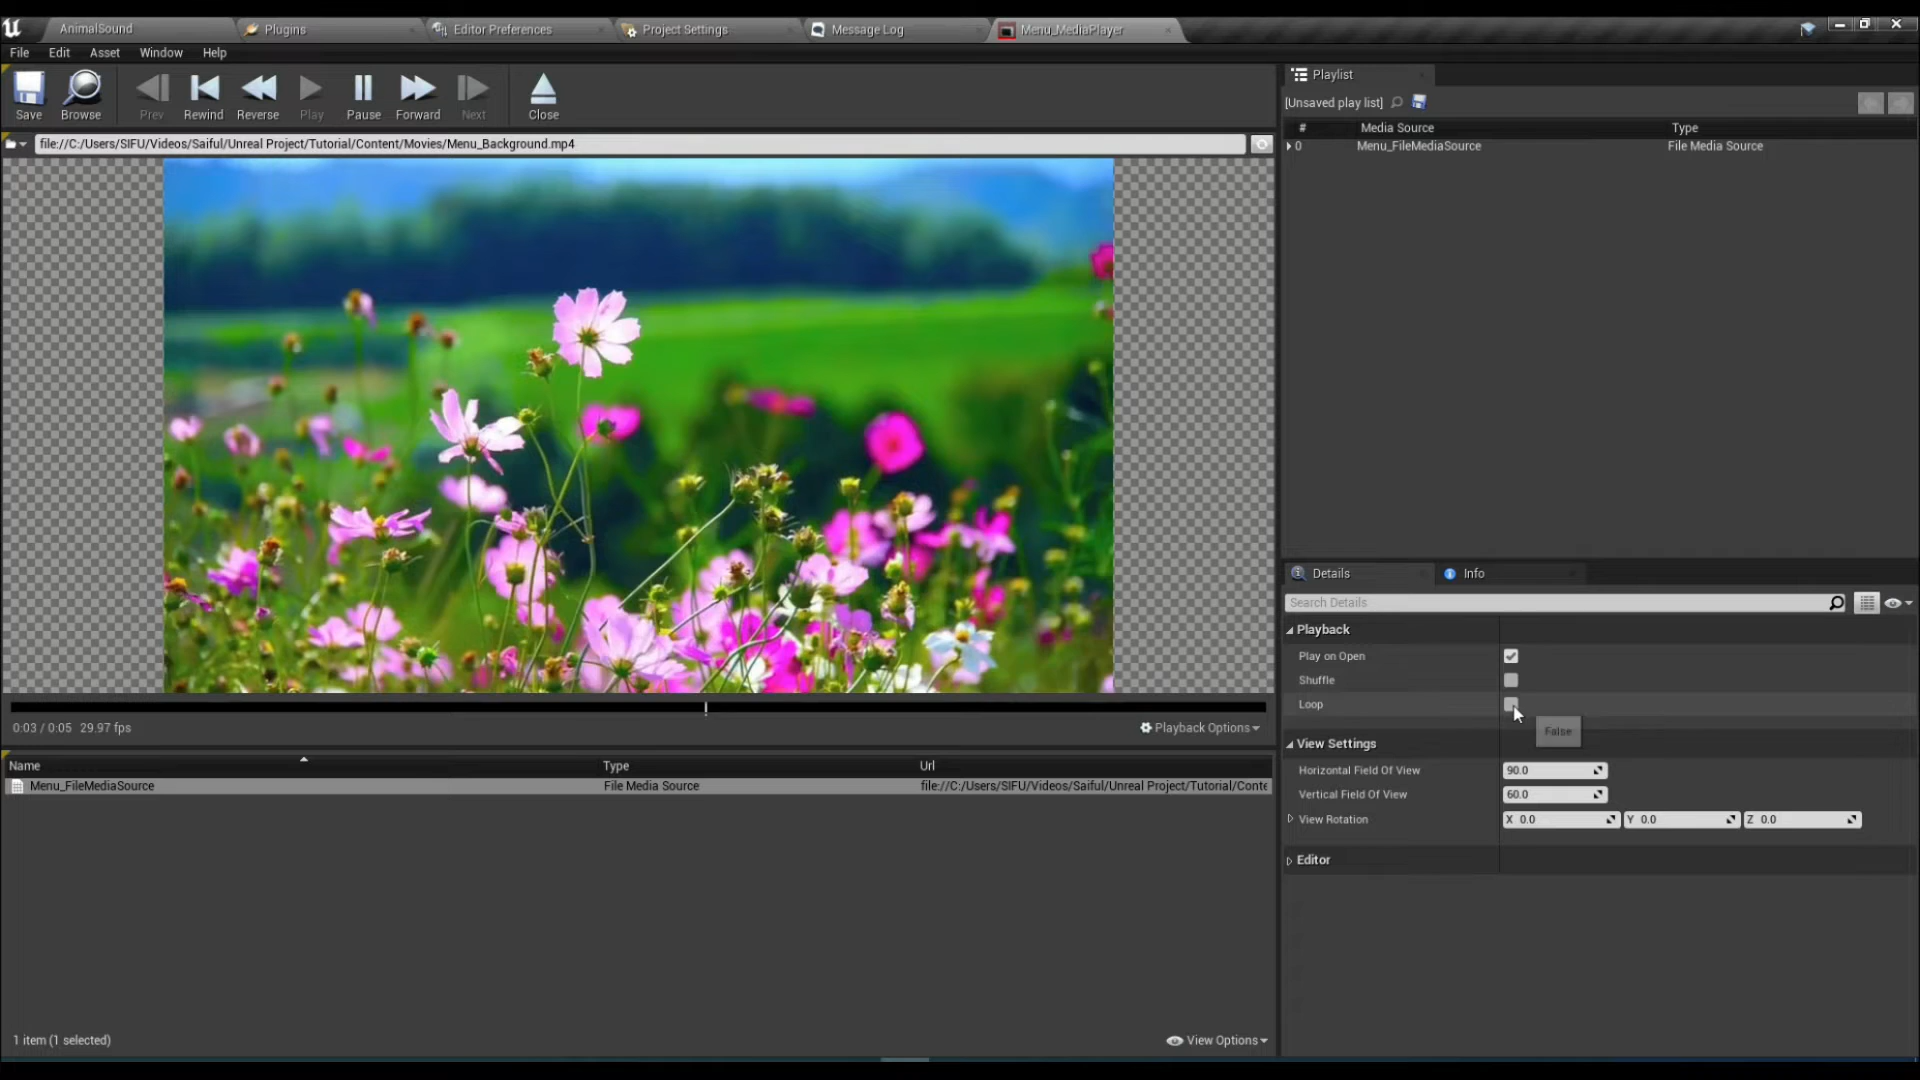 AnimalSound
Plugins
Editor Preferences
Project Settings
Message Log
Menu_MediaPlayer
File Edit Asset Window Help
Save Browse Prev Rewind Reverse Play Pause Forward Next Close
file://C:/Users/SIFU/Videos/Saiful/Unreal Project/Tutorial/Content/Movies/Menu_Background.mp4
0:03 / 0:05 29.97 fps
Playback Options
Name Type Url
Menu_FileMediaSource File Media Source file://C:/Users/SIFU/Videos/Saiful/Unreal Project/Tutorial/Conte
1 item (1 selected)
View Options
Playlist
[Unsaved play list]
# Media Source Type
0 Menu_FileMediaSource File Media Source
Details
Info
Search Details
Playback
Play on Open
Shuffle
Loop
False
View Settings
Horizontal Field Of View 90.0
Vertical Field Of View 60.0
View Rotation X 0.0 Y 0.0 Z 0.0
Editor